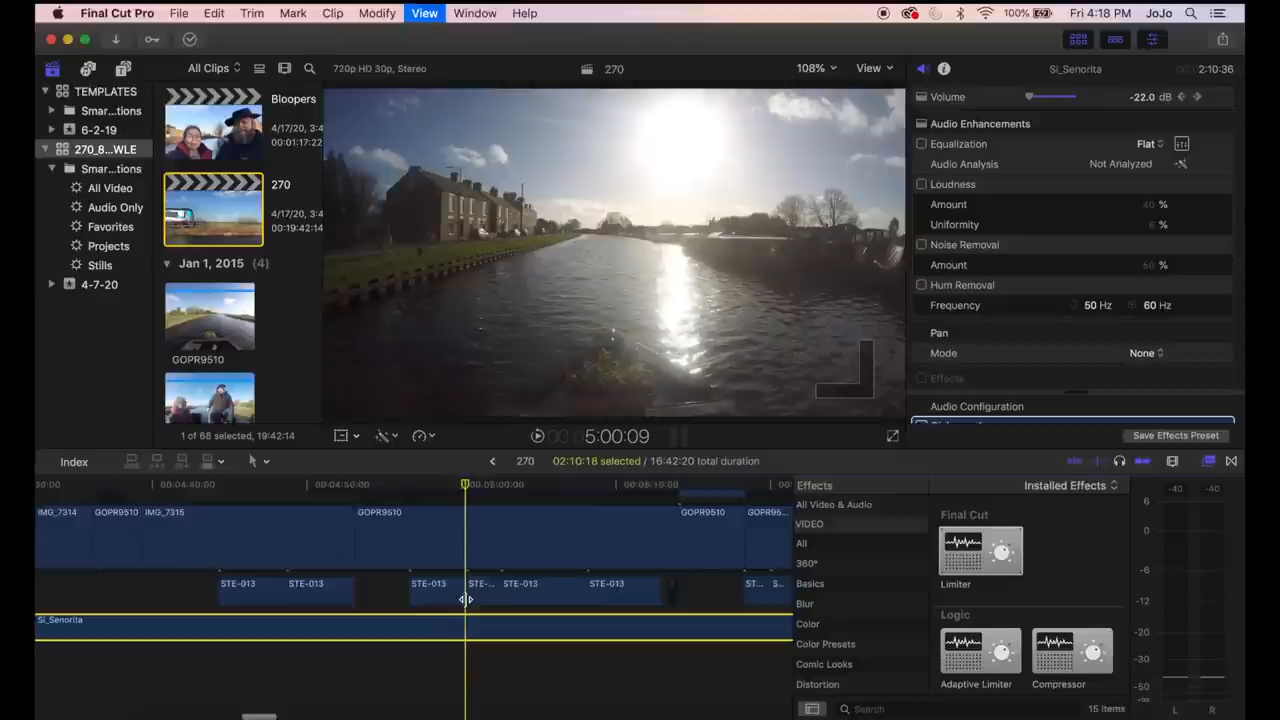 Final Cut Pro File Edit Trim Mark Clip Modify View Window Help 100% Fri 4:18 PM JoJo
All Clips 720p HD 30p, Stereo 270 108% View Si_Senorita 2:10:36
TEMPLATES
Smar...tions
6-2-19
270_8...WLE
Smar...tions
All Video
Audio Only
Favorites
Projects
Stills
4-7-20
Bloopers
4/17/20, 3:4
00:01:17:22
270
4/17/20, 3:4
00:19:42:14
Jan 1, 2015 (4)
GOPR9510
1 of 68 selected, 19:42:14
5:00:09
Volume -22.0 dB
Audio Enhancements
Equalization Flat
Audio Analysis Not Analyzed
Loudness
Amount 40 %
Uniformity %
Noise Removal
Amount 50 %
Hum Removal
Frequency 50 Hz 60 Hz
Pan
Mode None
Effects
Audio Configuration
Save Effects Preset
Index 270 02:10:18 selected / 16:42:20 total duration
00:04:40:00 00:04:50:00 00:05:00:00 00:05:10:00
IMG_7314 GOPR9510 IMG_7315 GOPR9510 GOPR9510 GOPR95...
STE-013 STE-013 STE-013 STE-... STE-013 STE-013 ST... S...
Si_Senorita
Effects Installed Effects
All Video & Audio
VIDEO
All
360°
Basics
Blur
Color
Color Presets
Comic Looks
Distortion
Final Cut
Limiter
Logic
Adaptive Limiter Compressor
Search 15 items
-40 -40
6
0
-6
-12
-20
-30
-50
-∞
L R